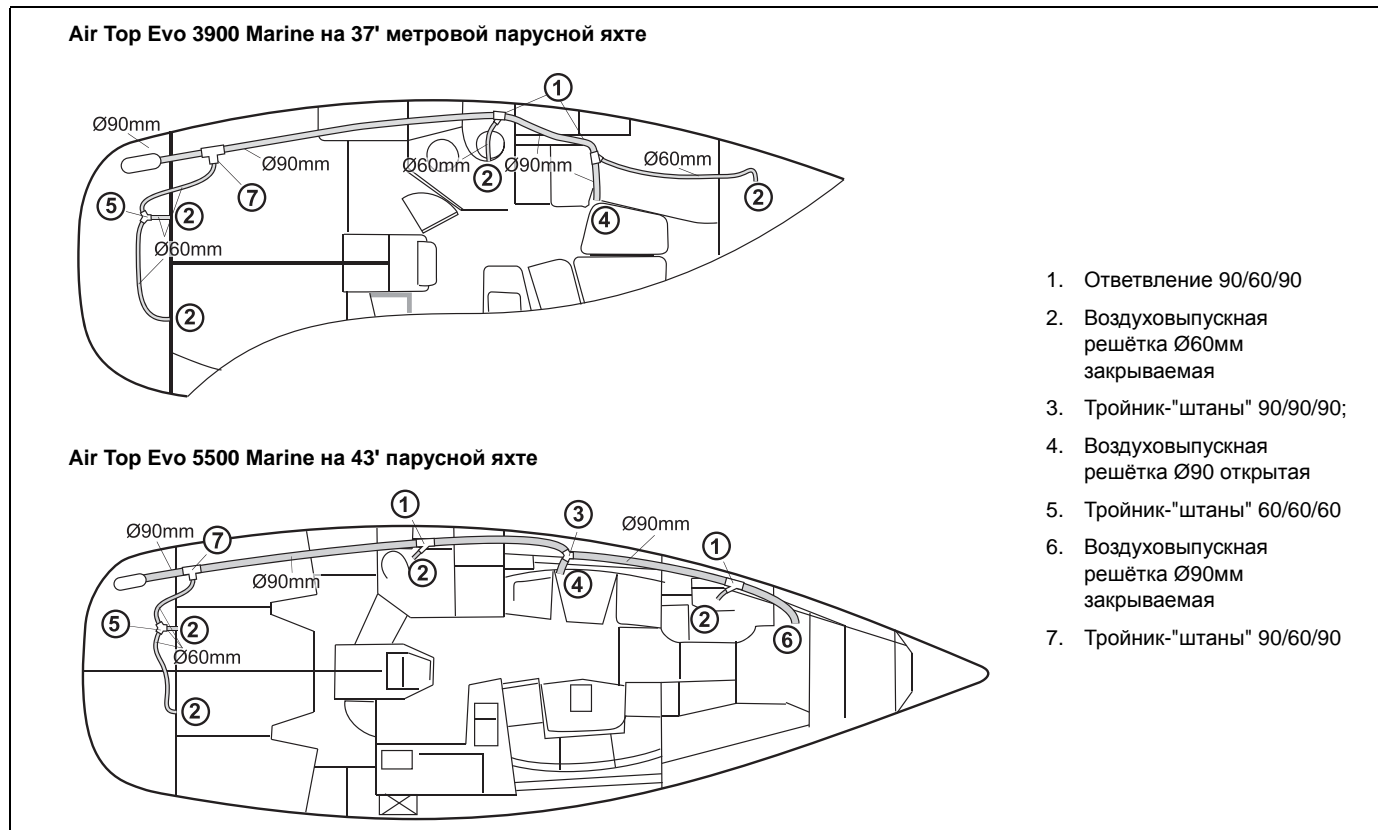 Air Top Evo 3900 Marine на 37' метровой парусной яхте
1
Ø90mm
Ø90mm
Ø60mm
2
Ø90mm
Ø60mm
7
5
2
2
4
Ø60mm
2
Air Top Evo 5500 Marine на 43' парусной яхте
1
3
Ø90mm
Ø90mm
7
1
Ø90mm
2
4
2
5
2
6
Ø60mm
2
1. Ответвление 90/60/90
2. Воздуховыпускная
решётка Ø60мм
закрываемая
3. Тройник-"штаны" 90/90/90;
4. Воздуховыпускная
решётка Ø90 открытая
5. Тройник-"штаны" 60/60/60
6. Воздуховыпускная
решётка Ø90мм
закрываемая
7. Тройник-"штаны" 90/60/90